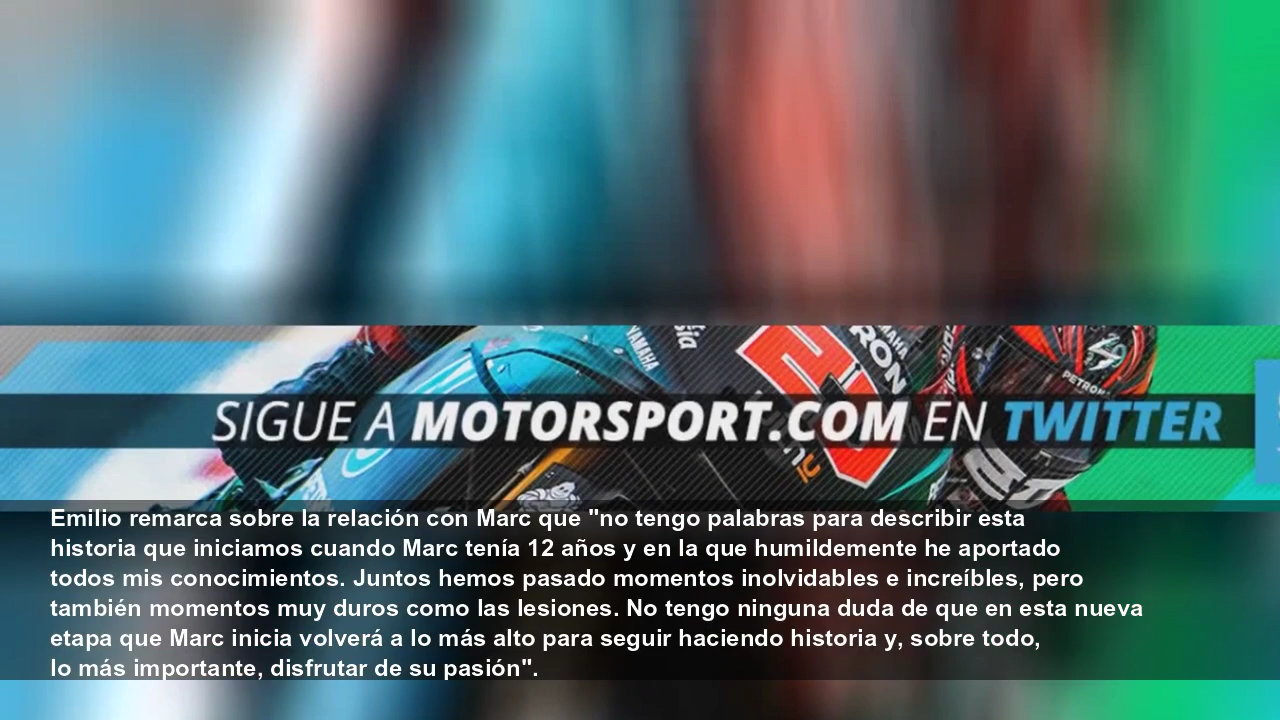 YAMAHA
PETRONAS
SIGUE A MOTORSPORT.COM EN TWITTER
Emilio remarca sobre la relación con Marc que "no tengo palabras para describir esta
historia que iniciamos cuando Marc tenía 12 años y en la que humildemente he aportado
todos mis conocimientos. Juntos hemos pasado momentos inolvidables e increíbles, pero
también momentos muy duros como las lesiones. No tengo ninguna duda de que en esta nueva
etapa que Marc inicia volverá a lo más alto para seguir haciendo historia y, sobre todo,
lo más importante, disfrutar de su pasión".